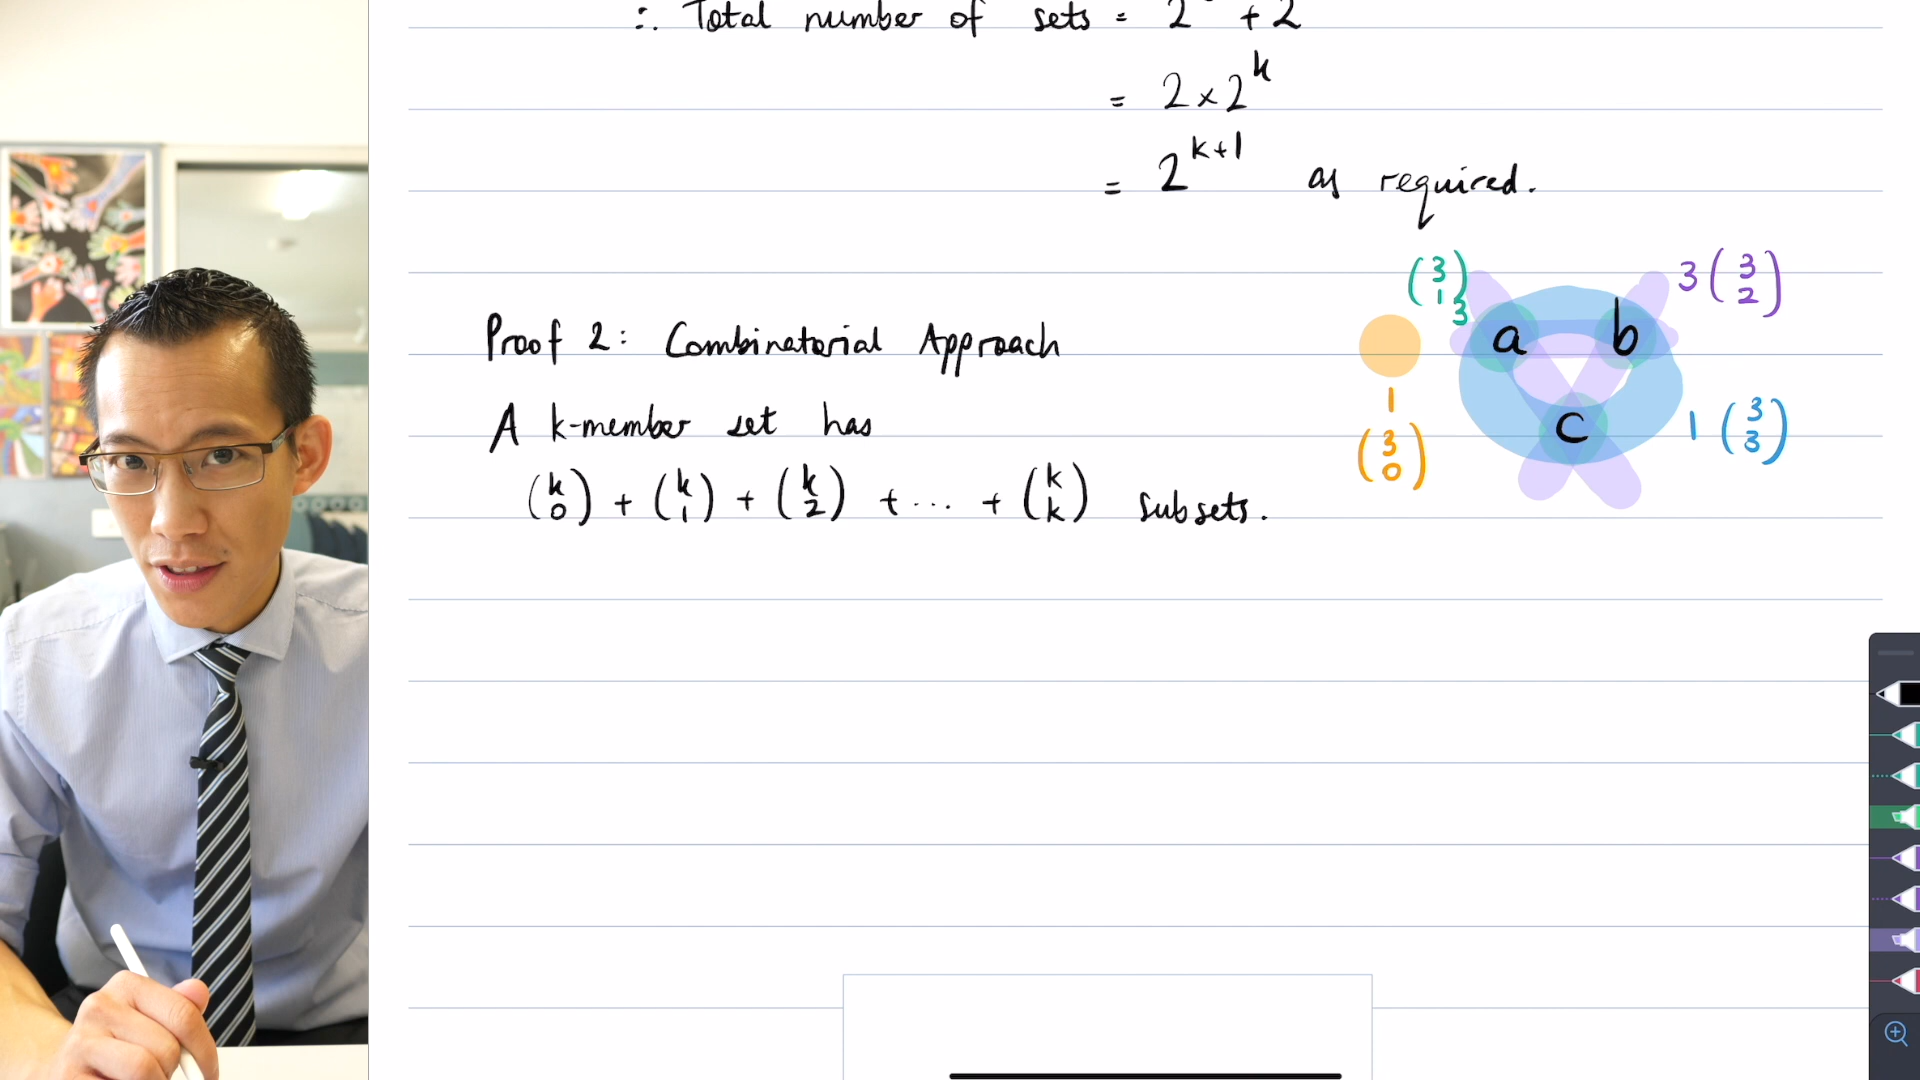 ∴ Total number of sets = 2 + 2
= 2 × 2^k
= 2^(k+1) as required.
Proof 2: Combinatorial Approach
A k-member set has
(k 0) + (k 1) + (k 2) + ... + (k k) subsets.
(3 1) 3
3 (3 2)
a b
c
1
(3 0)
1 (3 3)